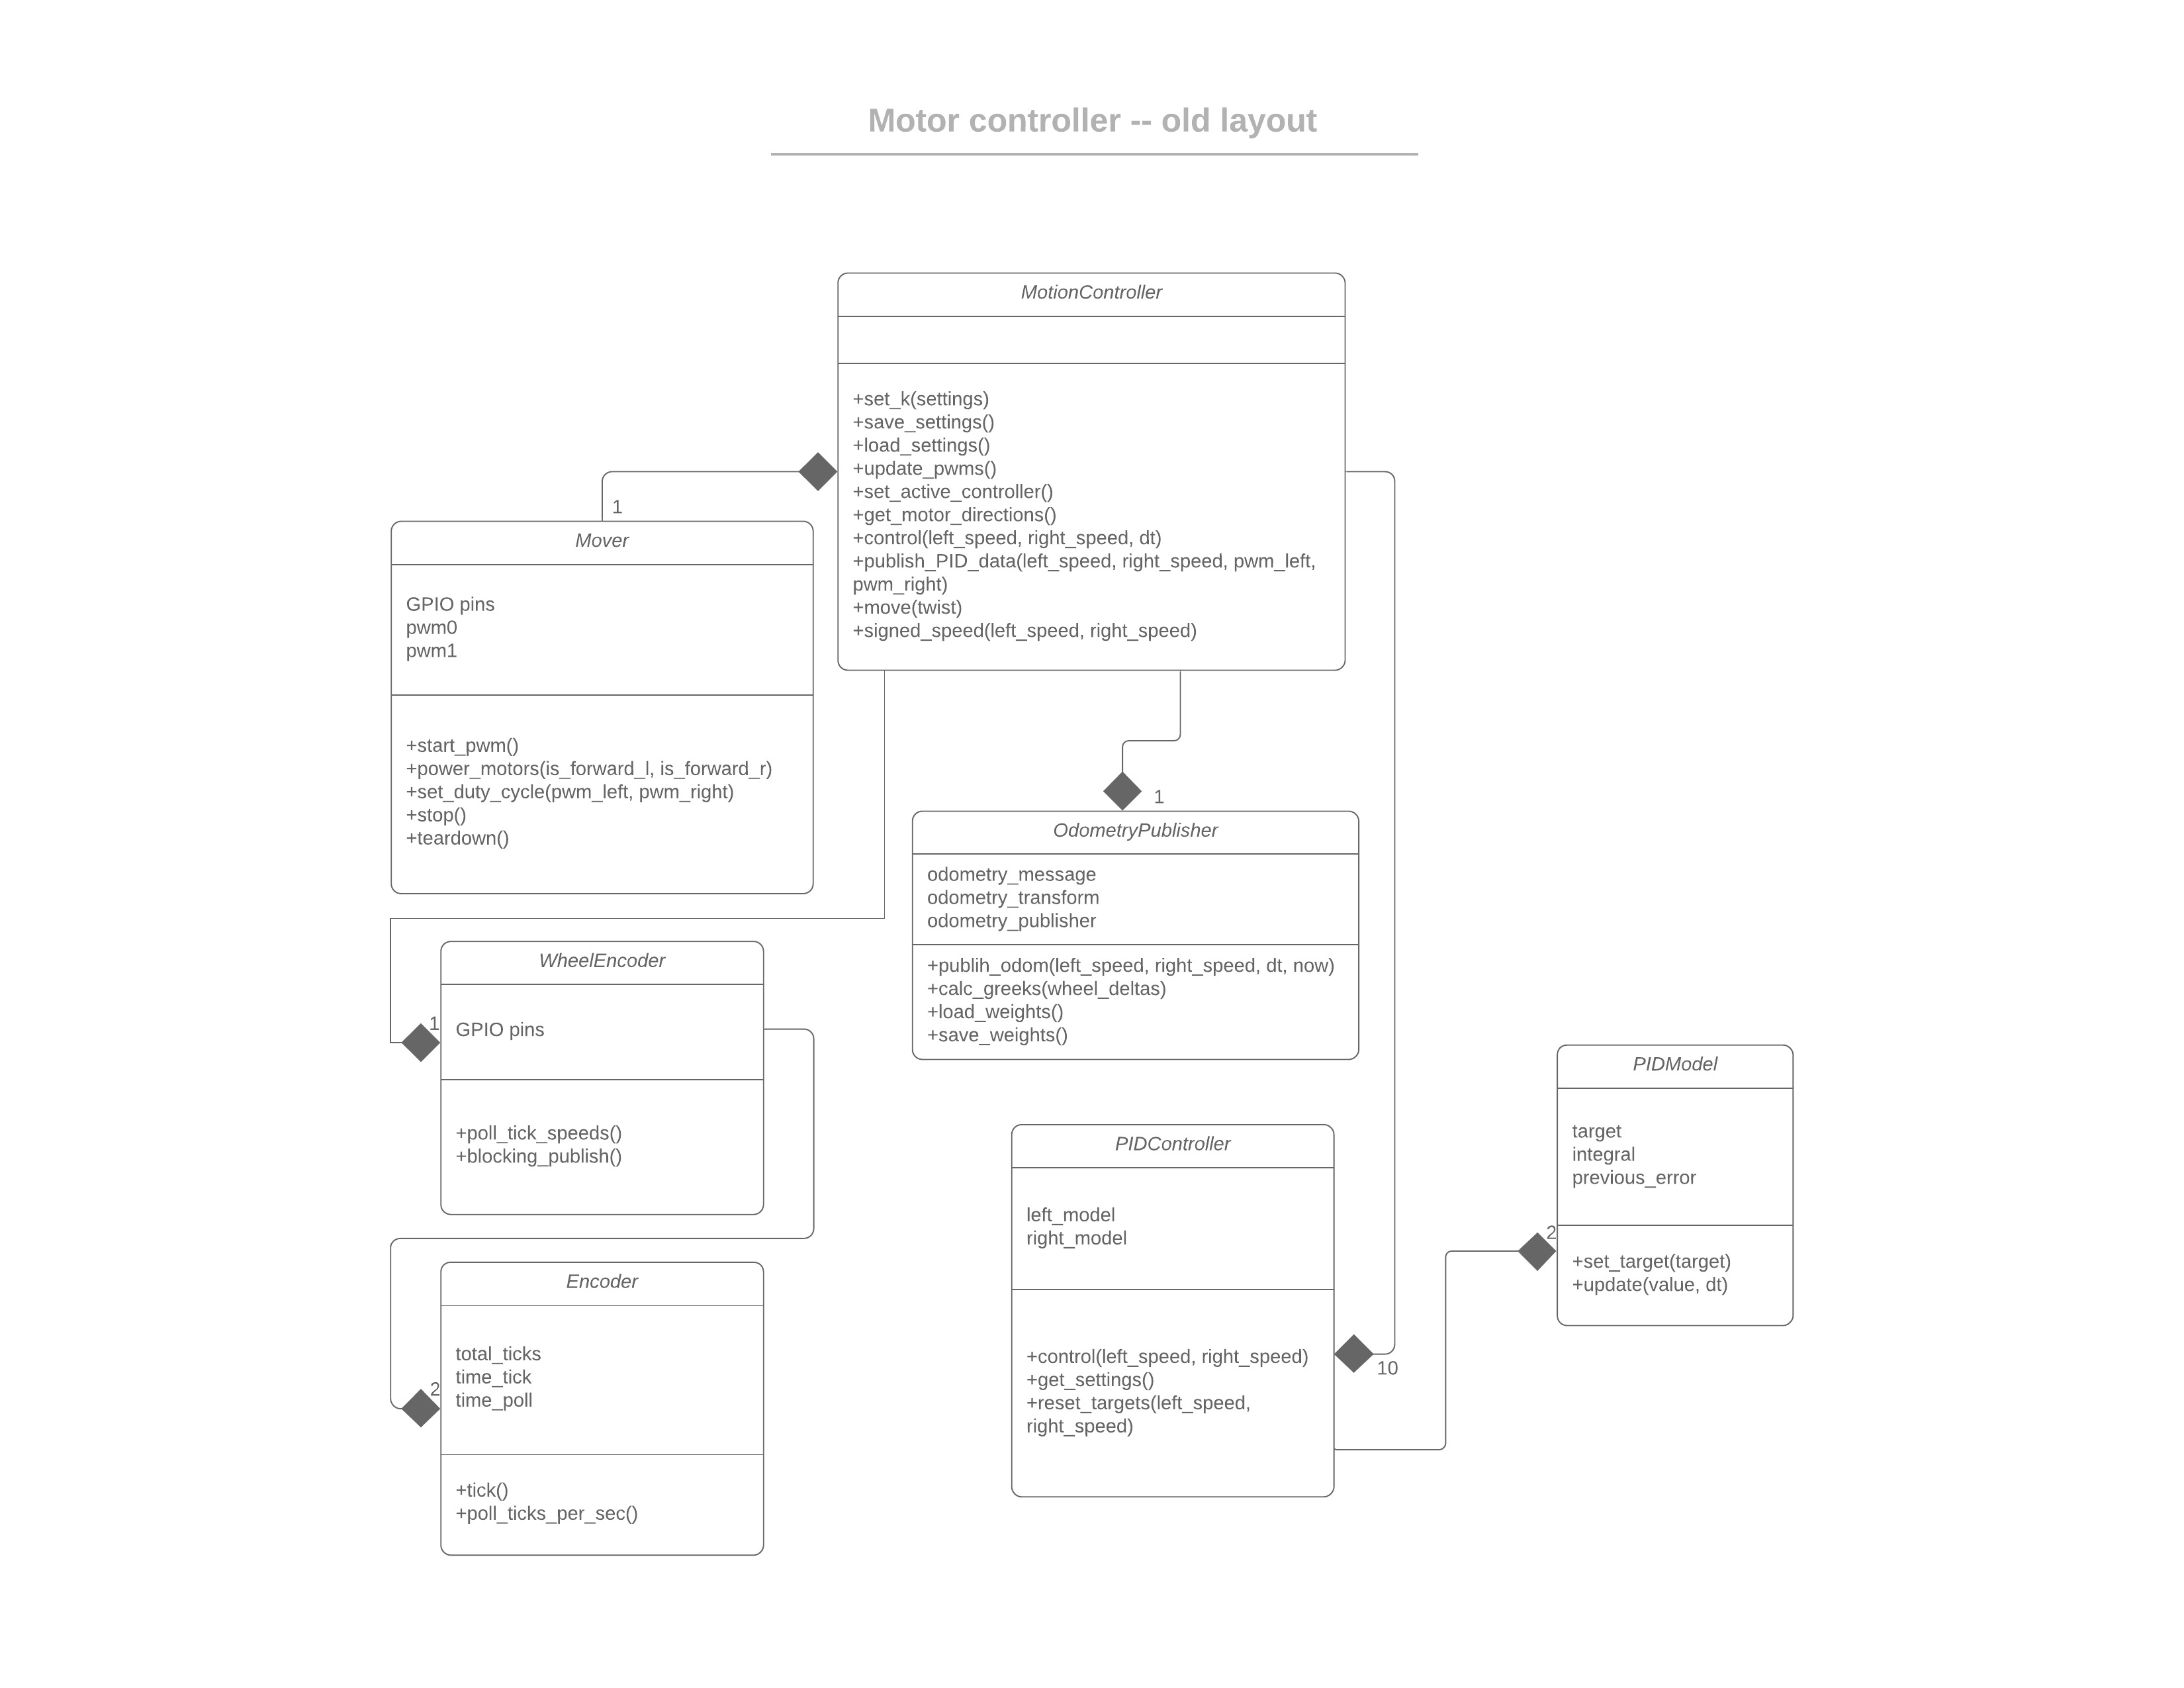 Motor controller -- old layout
MotionController
+set_k(settings)
+save_settings()
+load_settings()
+update_pwms()
+set_active_controller()
+get_motor_directions()
+control(left_speed, right_speed, dt)
+publish_PID_data(left_speed, right_speed, pwm_left,
pwm_right)
+move(twist)
+signed_speed(left_speed, right_speed)
1
Mover
GPIO pins
pwm0
pwm1
+start_pwm()
+power_motors(is_forward_l, is_forward_r)
+set_duty_cycle(pwm_left, pwm_right)
+stop()
+teardown()
1
OdometryPublisher
odometry_message
odometry_transform
odometry_publisher
+publih_odom(left_speed, right_speed, dt, now)
+calc_greeks(wheel_deltas)
+load_weights()
+save_weights()
WheelEncoder
1
GPIO pins
+poll_tick_speeds()
+blocking_publish()
PIDModel
target
integral
previous_error
2
+set_target(target)
+update(value, dt)
PIDController
left_model
right_model
+control(left_speed, right_speed)
+get_settings()
+reset_targets(left_speed,
right_speed)
10
Encoder
total_ticks
time_tick
time_poll
2
+tick()
+poll_ticks_per_sec()